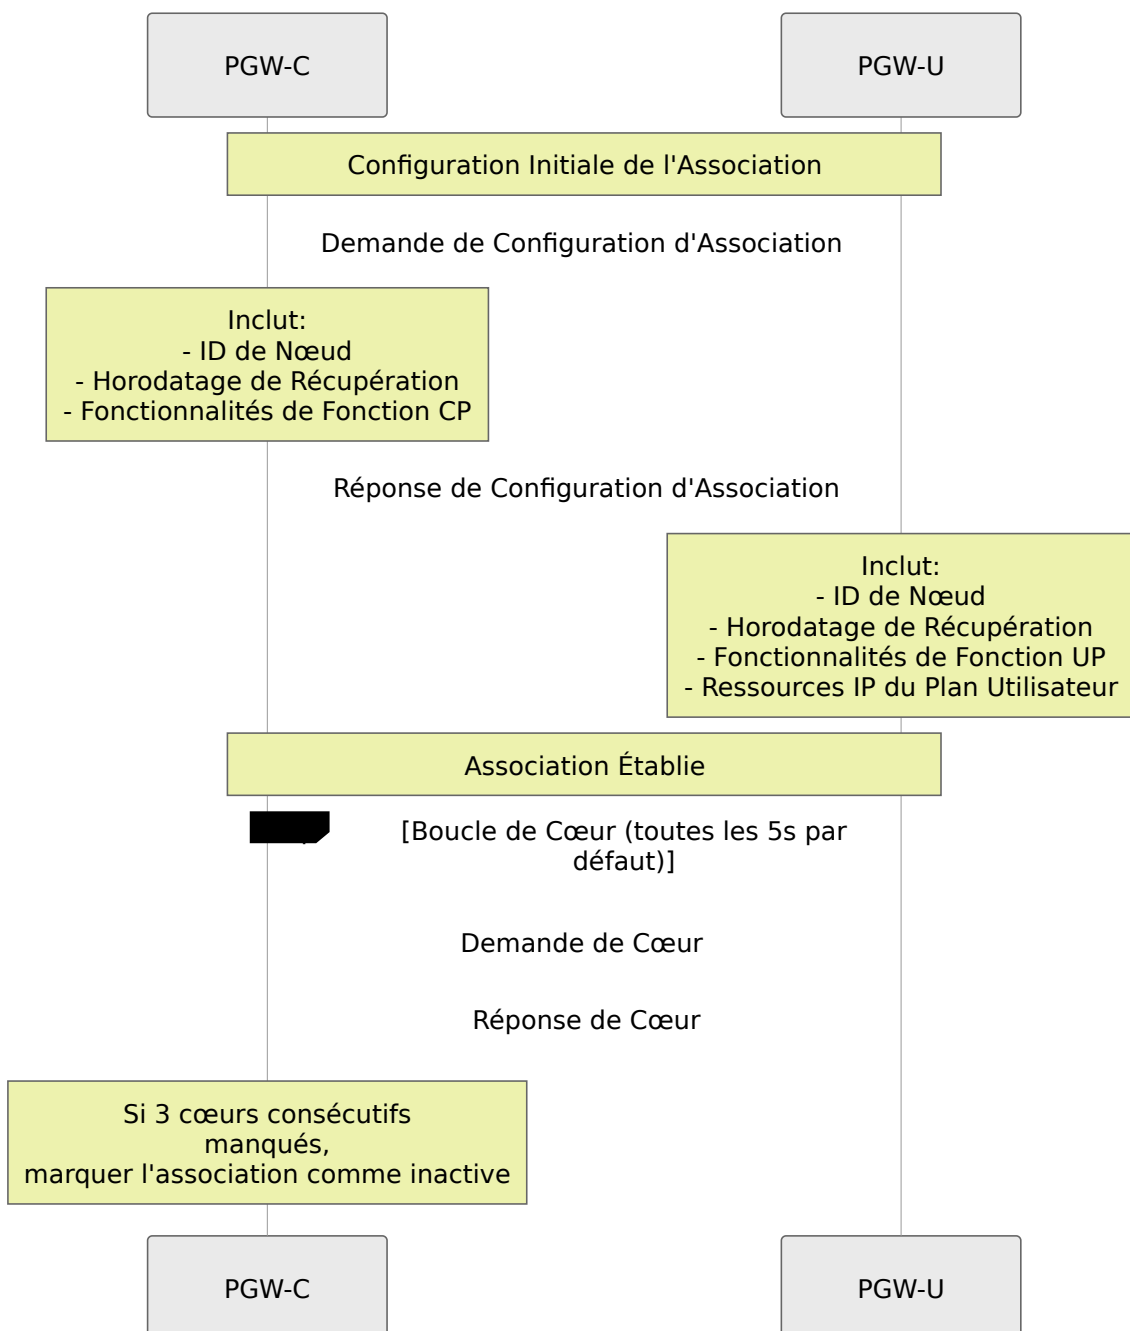 PGW-C
PGW-U
Configuration Initiale de l'Association
Demande de Configuration d'Association
Inclut:
- ID de Nœud
- Horodatage de Récupération
- Fonctionnalités de Fonction CP
Réponse de Configuration d'Association
Inclut:
- ID de Nœud
- Horodatage de Récupération
- Fonctionnalités de Fonction UP
- Ressources IP du Plan Utilisateur
Association Établie
[Boucle de Cœur (toutes les 5s par
défaut)]
Demande de Cœur
Réponse de Cœur
Si 3 cœurs consécutifs
manqués,
marquer l'association comme inactive
PGW-C
PGW-U